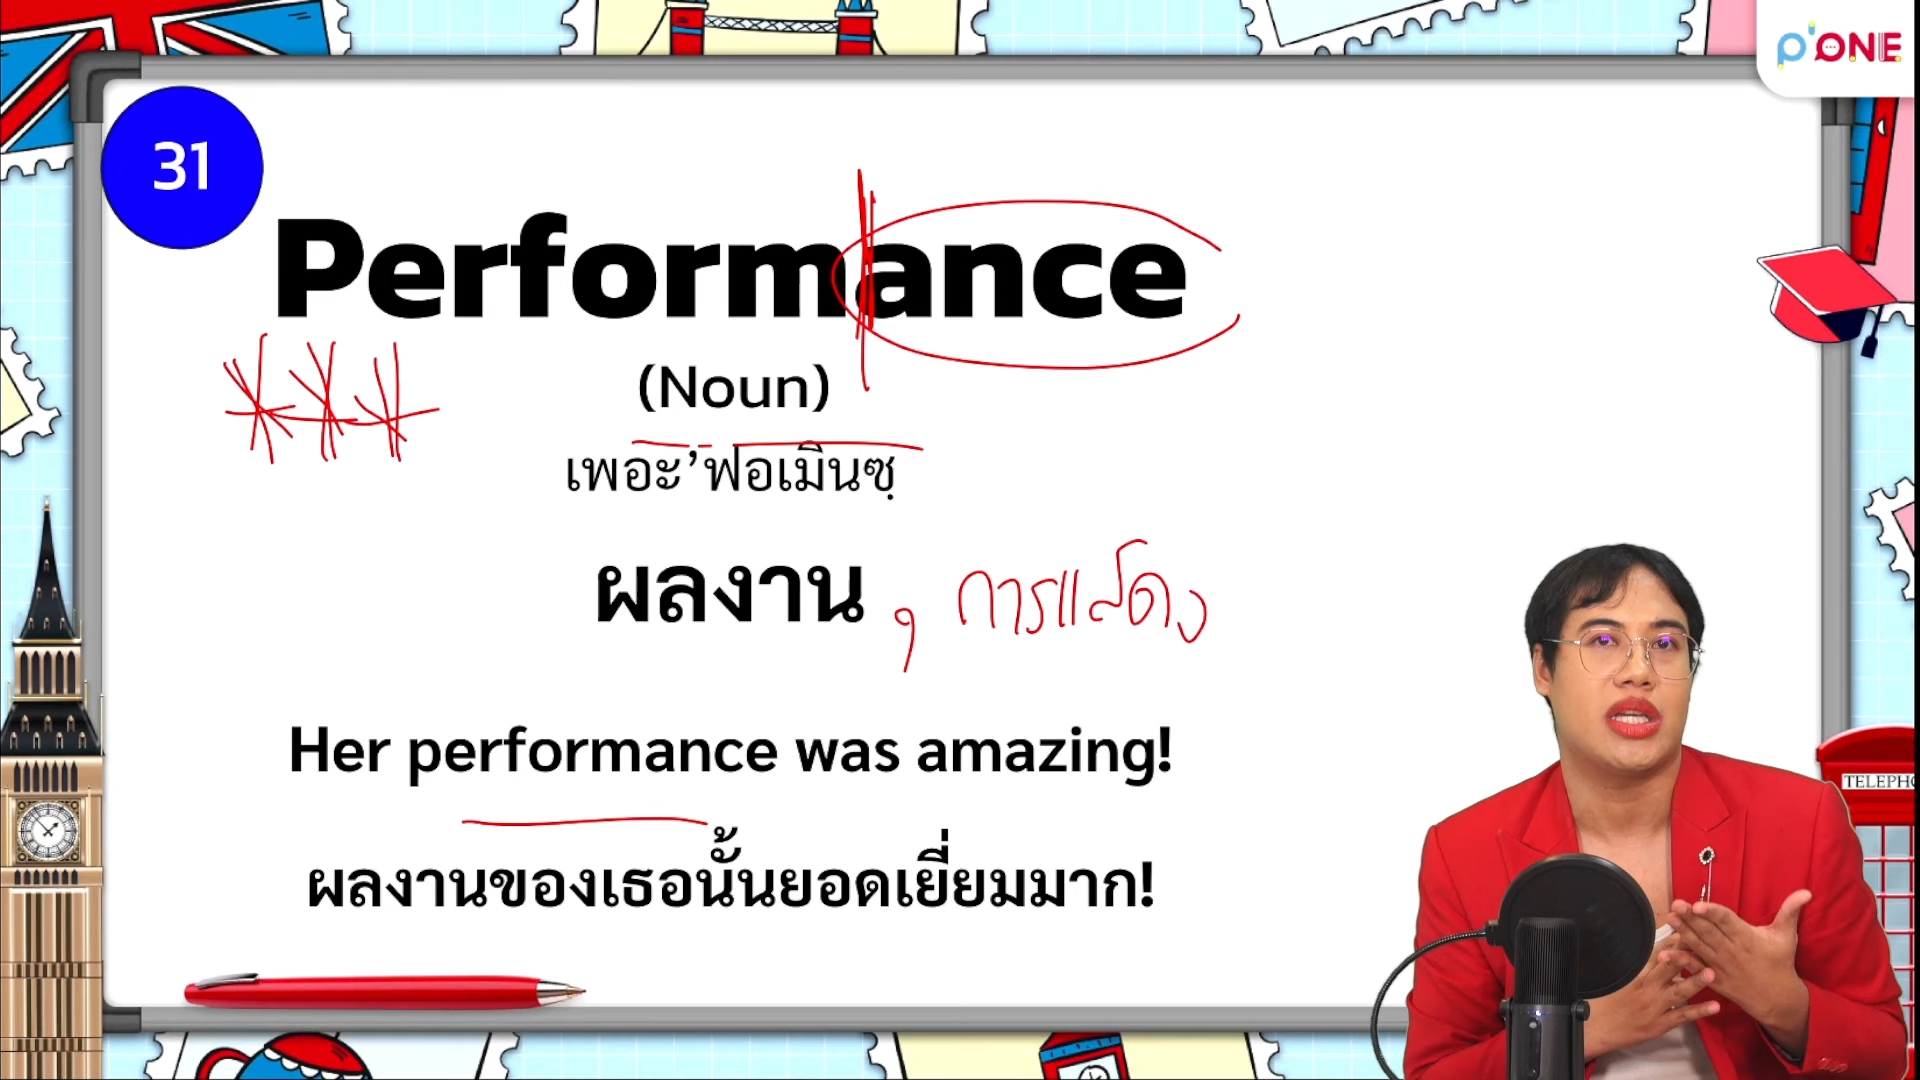 P'ONE
31
Performance
(Noun)
เพอะ’ฟอเมินซฺ
ผลงาน , การแสดง
Her performance was amazing!
ผลงานของเธอนั้นยอดเยี่ยมมาก!
TELEPHO